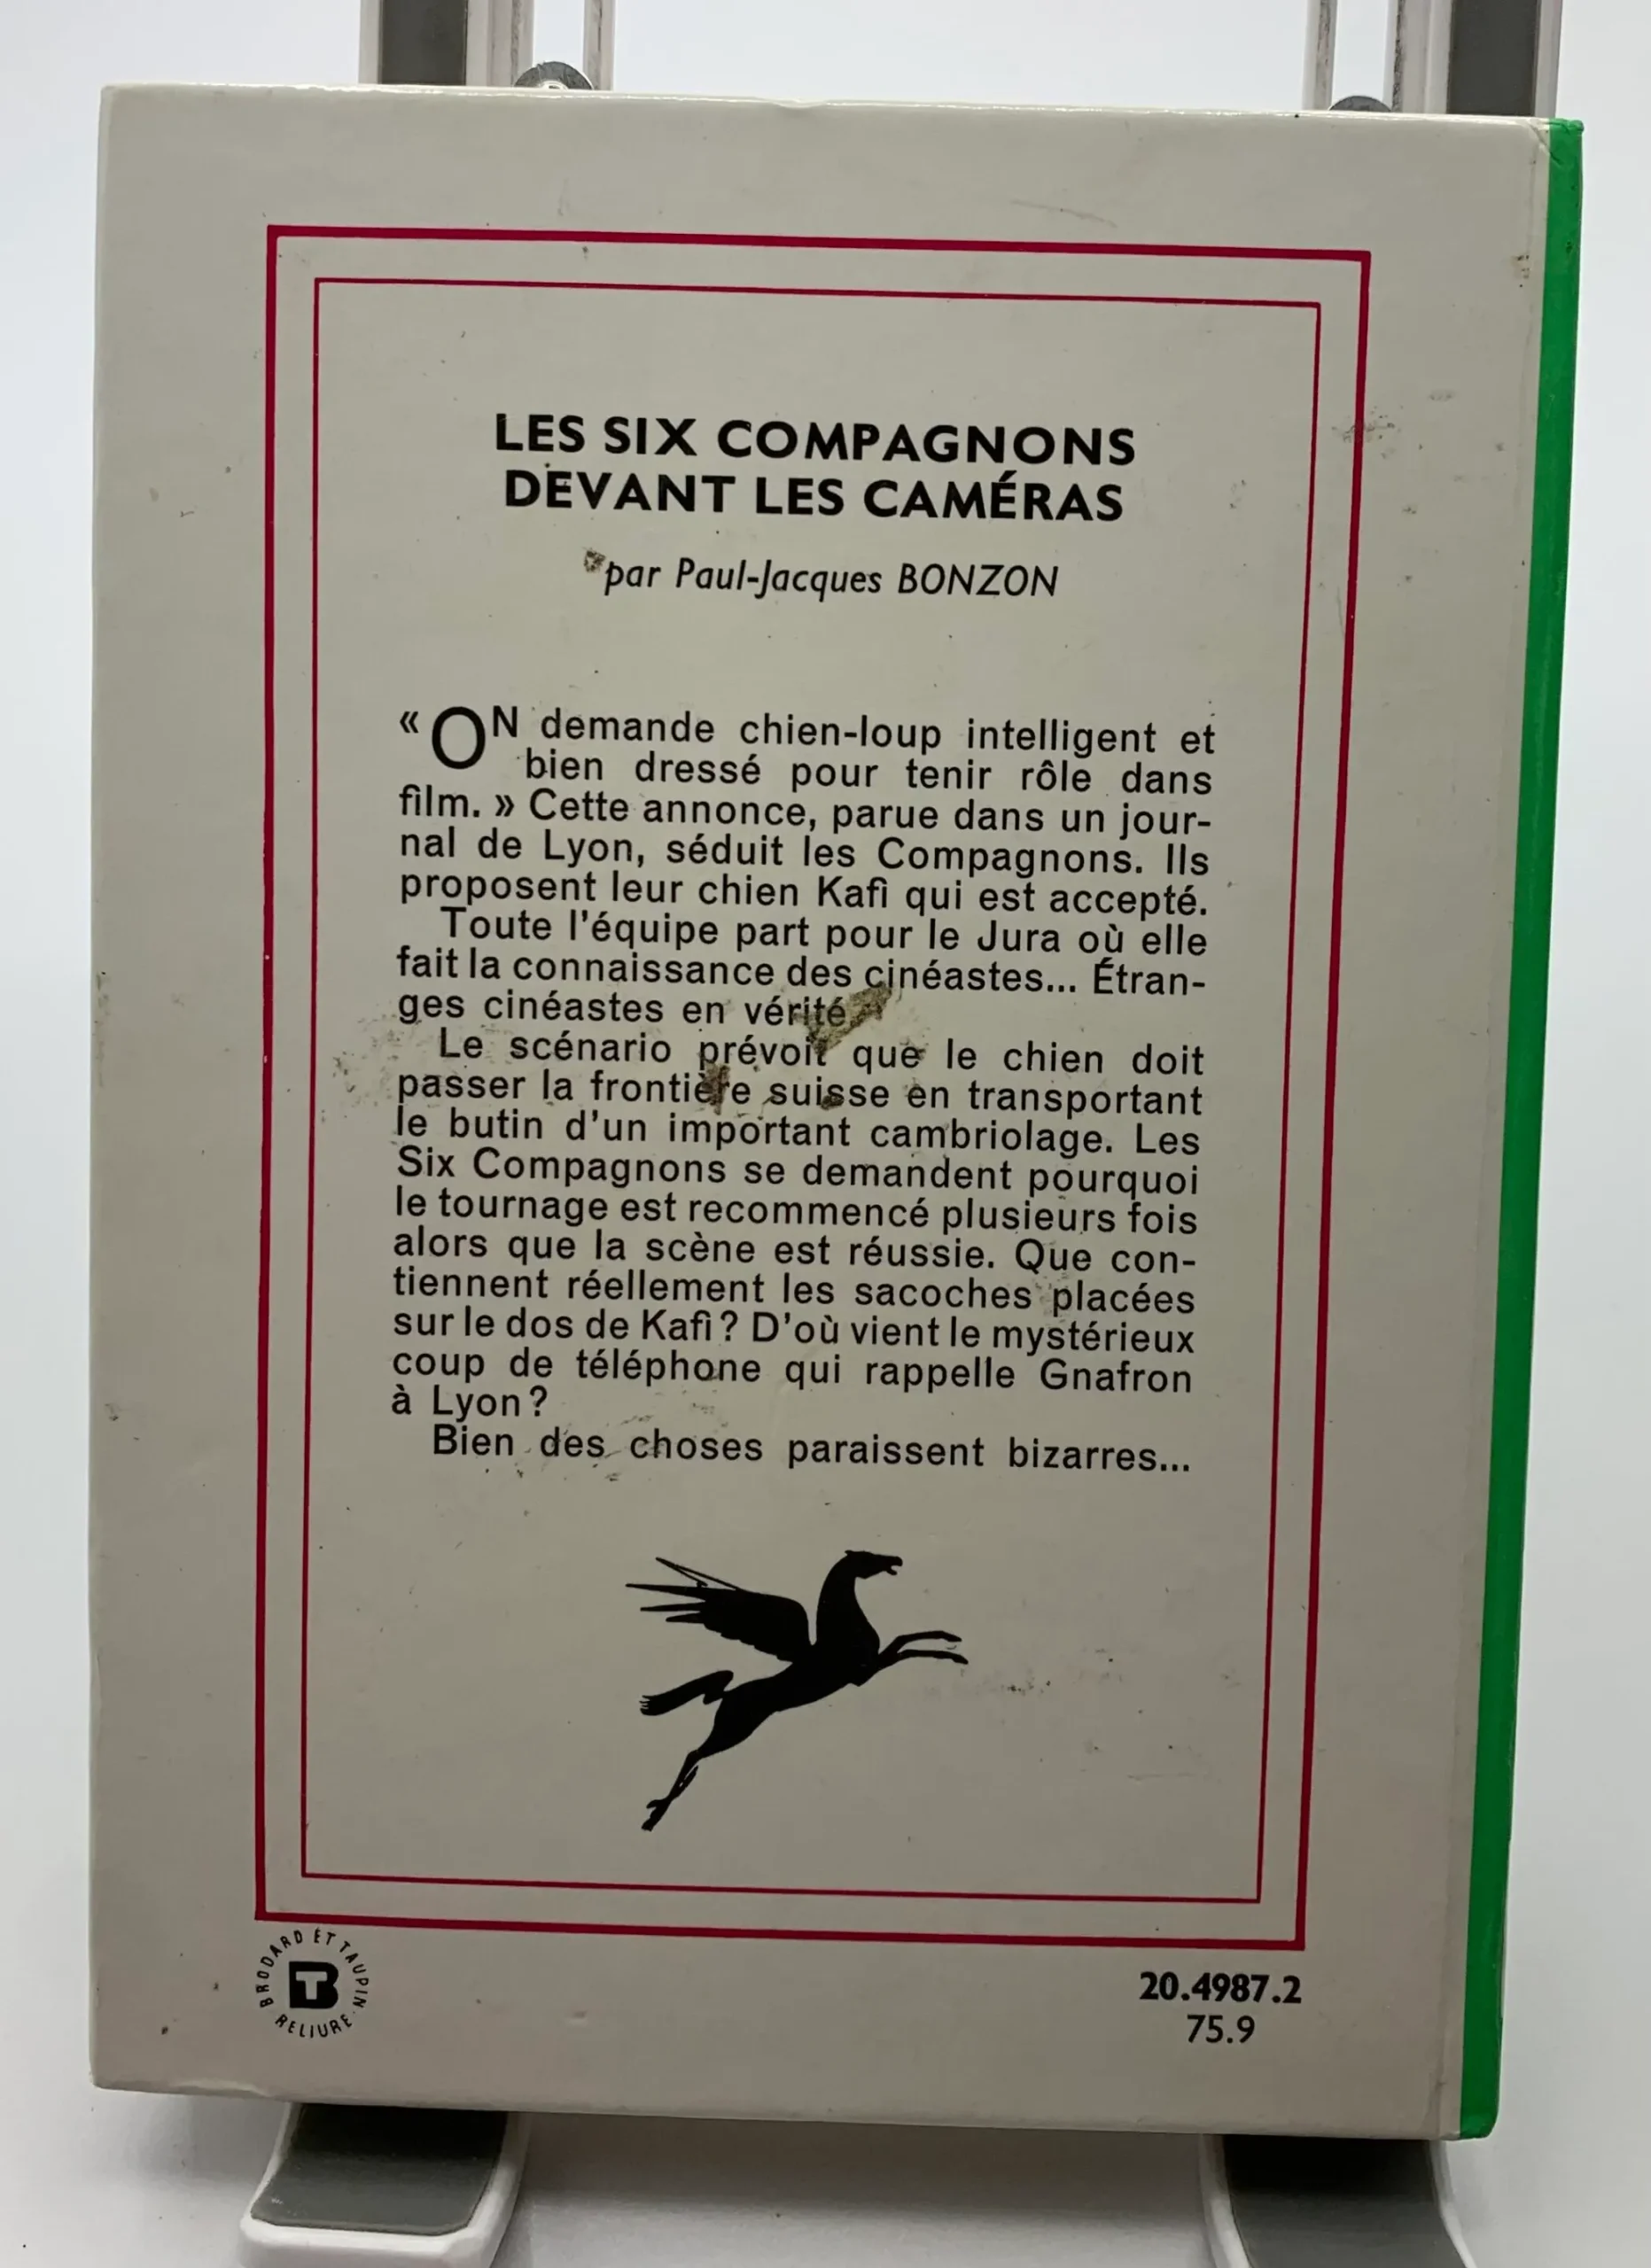 LES SIX COMPAGNONS
DEVANT LES CAMÉRAS
par Paul-Jacques BONZON
« ON demande chien-loup intelligent et
bien dressé pour tenir rôle dans
film. » Cette annonce, parue dans un jour-
nal de Lyon, séduit les Compagnons. Ils
proposent leur chien Kafi qui est accepté.
Toute l'équipe part pour le Jura où elle
fait la connaissance des cinéastes... Étran-
ges cinéastes en vérité
Le scénario prévoit que le chien doit
passer la frontière suisse en transportant
le butin d'un important cambriolage. Les
Six Compagnons se demandent pourquoi
le tournage est recommencé plusieurs fois
alors que la scène est réussie. Que con-
tiennent réellement les sacoches placées
sur le dos de Kafi ? D'où vient le mystérieux
coup de téléphone qui rappelle Gnafron
à Lyon ?
Bien des choses paraissent bizarres...
BRODARD ET TAUPIN
BT
RELIURE
20.4987.2
75.9